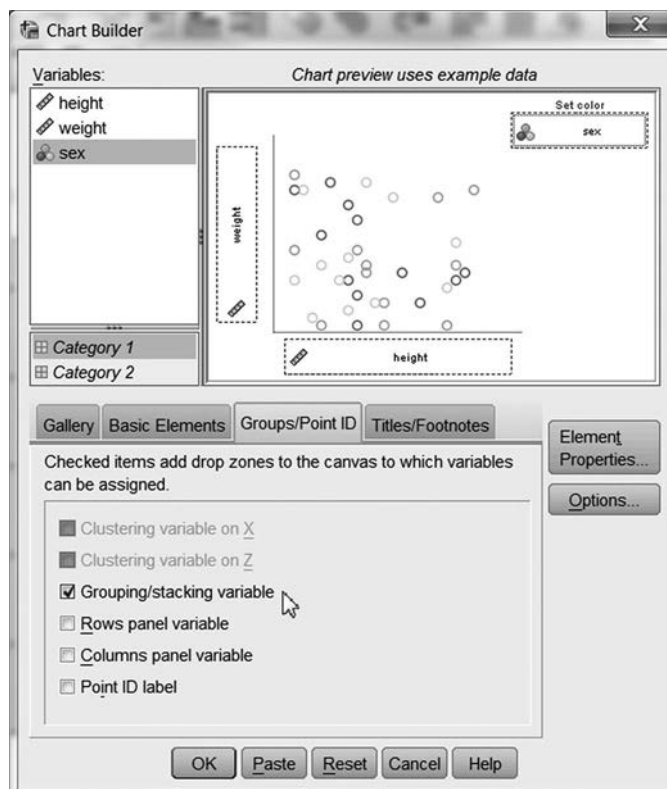 Chart Builder
X
Variables:
Chart preview uses example data
height
weight
sex
Set color
sex
weight
height
Category 1
Category 2
Gallery
Basic Elements
Groups/Point ID
Titles/Footnotes
Element
Properties...
Options...
Checked items add drop zones to the canvas to which variables
can be assigned.
Clustering variable on X
Clustering variable on Z
Grouping/stacking variable
Rows panel variable
Columns panel variable
Point ID label
OK
Paste
Reset
Cancel
Help